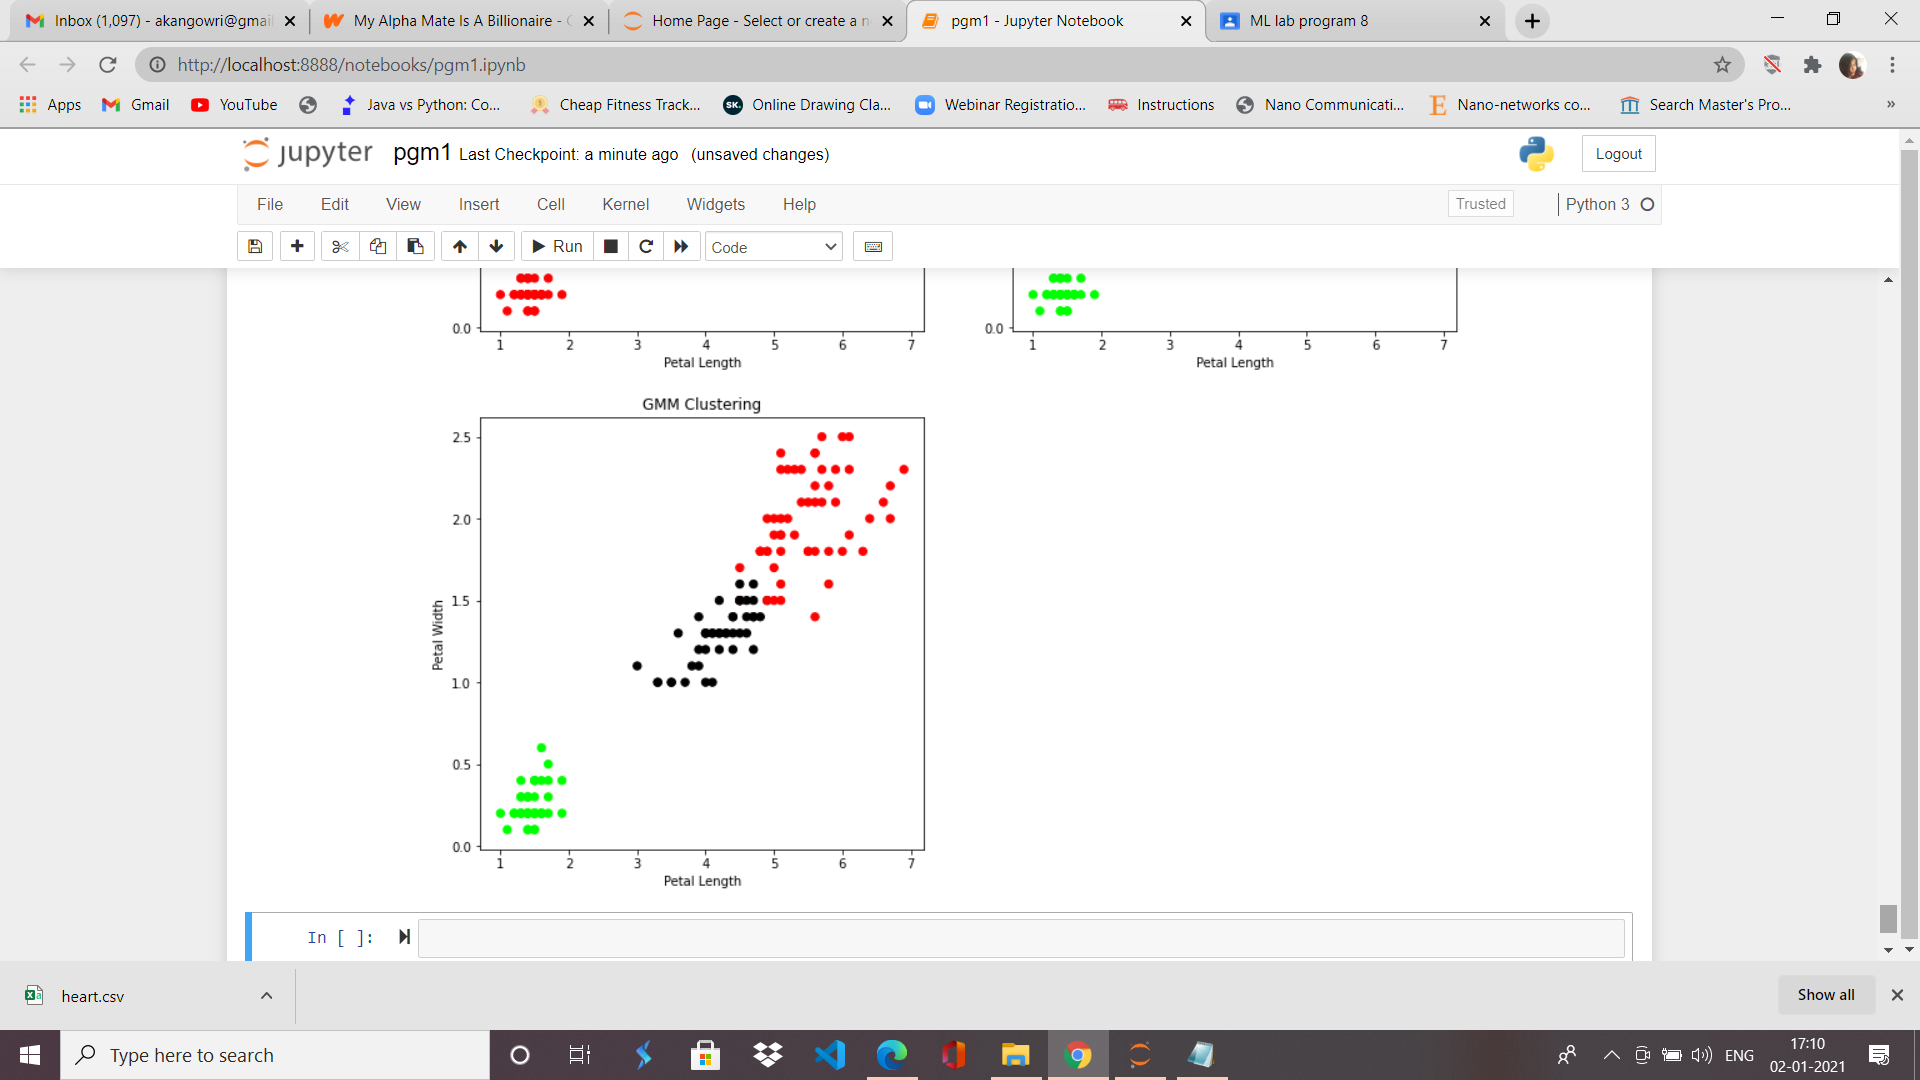 Inbox (1,097) - akangowri@gmai
My Alpha Mate Is A Billionaire -
Home Page - Select or create a n
pgm1 - Jupyter Notebook
ML lab program 8
http://localhost:8888/notebooks/pgm1.ipynb
Apps
Gmail
YouTube
Java vs Python: Co...
Cheap Fitness Track...
SK.
Online Drawing Cla...
Webinar Registratio...
Instructions
Nano Communicati...
E
Nano-networks co...
Search Master's Pro...
»
jupyter
pgm1 Last Checkpoint: a minute ago (unsaved changes)
Logout
File Edit View Insert Cell Kernel Widgets Help
Trusted
Python 3
Run
Code
0.0
1 2 3 4 5 6 7
Petal Length
0.0
1 2 3 4 5 6 7
Petal Length
GMM Clustering
2.5
2.0
1.5
1.0
0.5
0.0
Petal Width
1 2 3 4 5 6 7
Petal Length
In [ ]:
heart.csv
Show all
Type here to search
ENG
17:10
02-01-2021